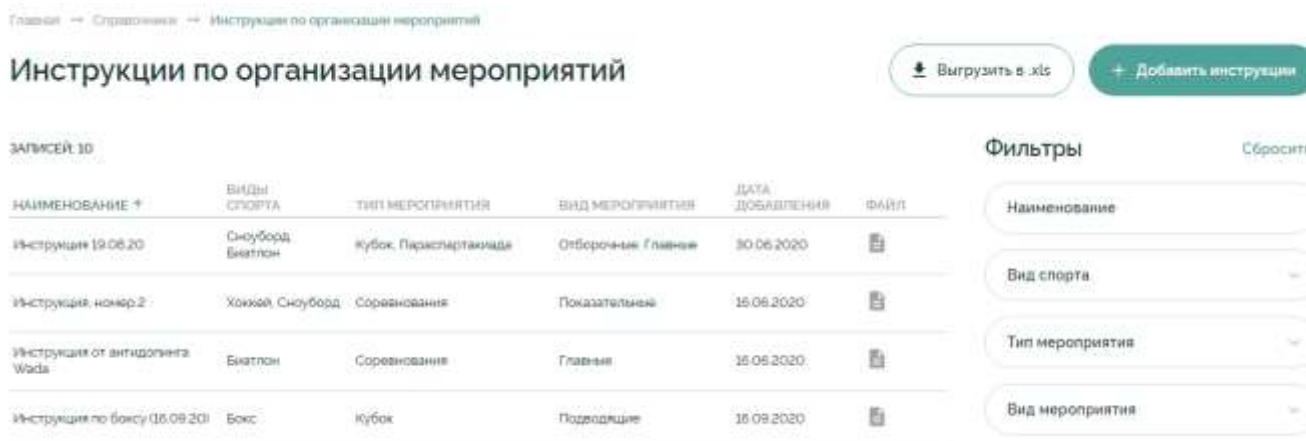 Главная → Справочники → Инструкции по организации мероприятий
Инструкции по организации мероприятий
Выгрузить в .xls
+ Добавить инструкции
ЗАПИСЕЙ: 10
НАИМЕНОВАНИЕ ↑
ВИДЫ
СПОРТА
ТИП МЕРОПРИЯТИЯ
ВИД МЕРОПРИЯТИЯ
ДАТА
ДОБАВЛЕНИЯ
ФАЙЛ
Инструкция 19.08.20
Сноуборд,
Биатлон
Кубок, Параспартакиада
Отборочные, Главные
30.06.2020
Инструкция, номер 2
Хоккей, Сноуборд
Соревнования
Показательные
16.06.2020
Инструкция от антидопинга
Wada
Биатлон
Соревнования
Главные
16.06.2020
Инструкция по боксу (16.09.20)
Бокс
Кубок
Подводящие
16.09.2020
Фильтры
Сбросить
Наименование
Вид спорта
Тип мероприятия
Вид мероприятия